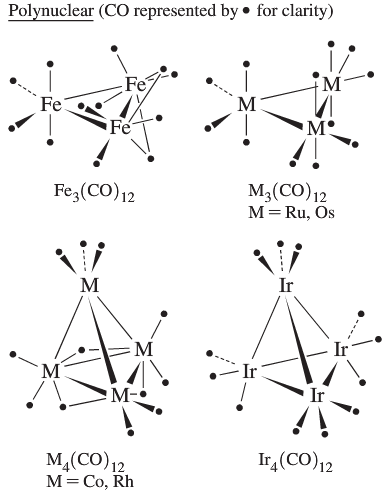 Polynuclear (CO represented by • for clarity)
Fe Fe Fe
M M M
Fe₃(CO)₁₂
M₃(CO)₁₂
M = Ru, Os
M M M M
Ir Ir Ir Ir
M₄(CO)₁₂
M = Co, Rh
Ir₄(CO)₁₂